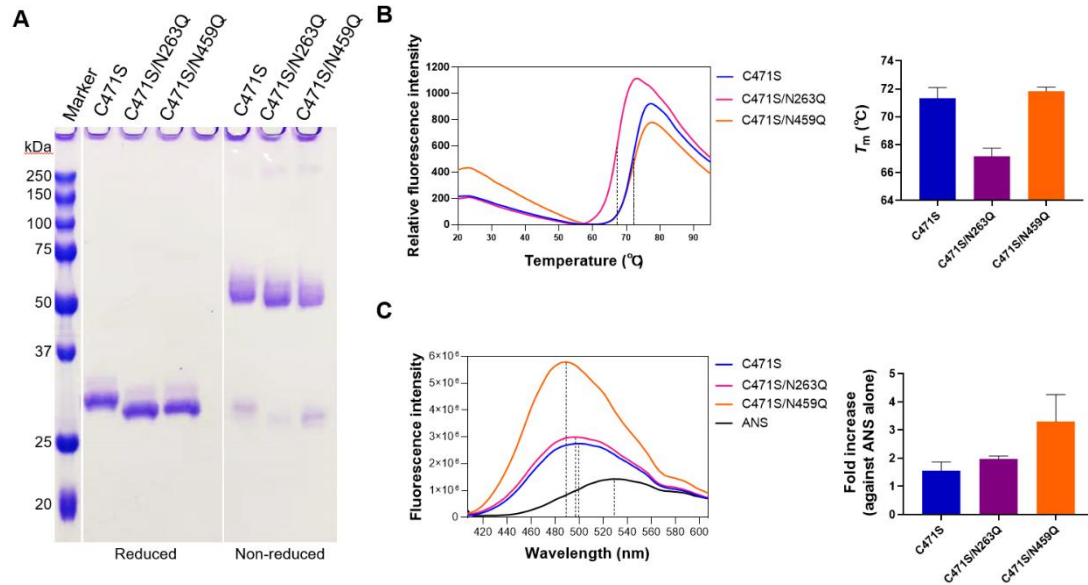 A
Marker
C471S
C471S/N263Q
C471S/N459Q
C471S
C471S/N263Q
C471S/N459Q
kDa
250
150
100
75
50
37
25
20
Reduced
Non-reduced
B
Relative fluorescence intensity
1200
1000
800
600
400
200
0
20 30 40 50 60 70 80 90
Temperature (°C)
C471S
C471S/N263Q
C471S/N459Q
Tm (°C)
74
72
70
68
66
64
C471S
C471S/N263Q
C471S/N459Q
C
Fluorescence intensity
6×10⁶
5×10⁶
4×10⁶
3×10⁶
2×10⁶
1×10⁶
0
420 440 460 480 500 520 540 560 580 600
Wavelength (nm)
C471S
C471S/N263Q
C471S/N459Q
ANS
Fold increase
(against ANS alone)
5
4
3
2
1
0
C471S
C471S/N263Q
C471S/N459Q